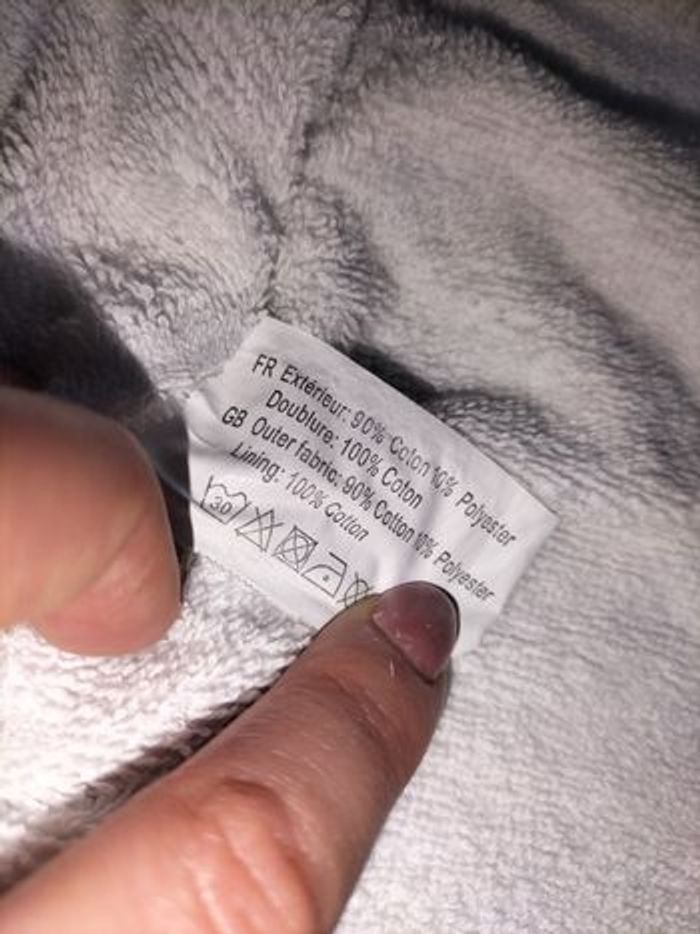 FR Extérieur: 90% Coton 10% Polyester
Doublure: 100% Coton
GB Outer fabric: 90% Cotton 10% Polyester
Lining: 100% Cotton
30